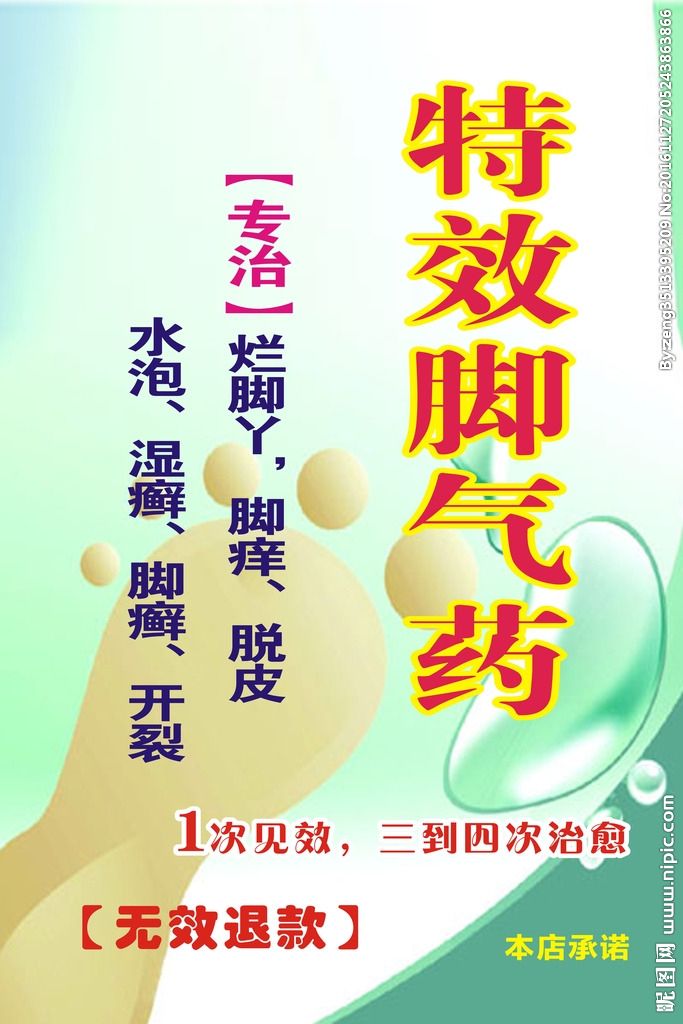 特效脚气药
【专治】烂脚丫，脚痒、脱皮
水泡、湿癣、脚癣、开裂
1次见效，三到四次治愈
【无效退款】
本店承诺
By:zeng3513395209 No:20161127205243863866
昵图网 www.nipic.com